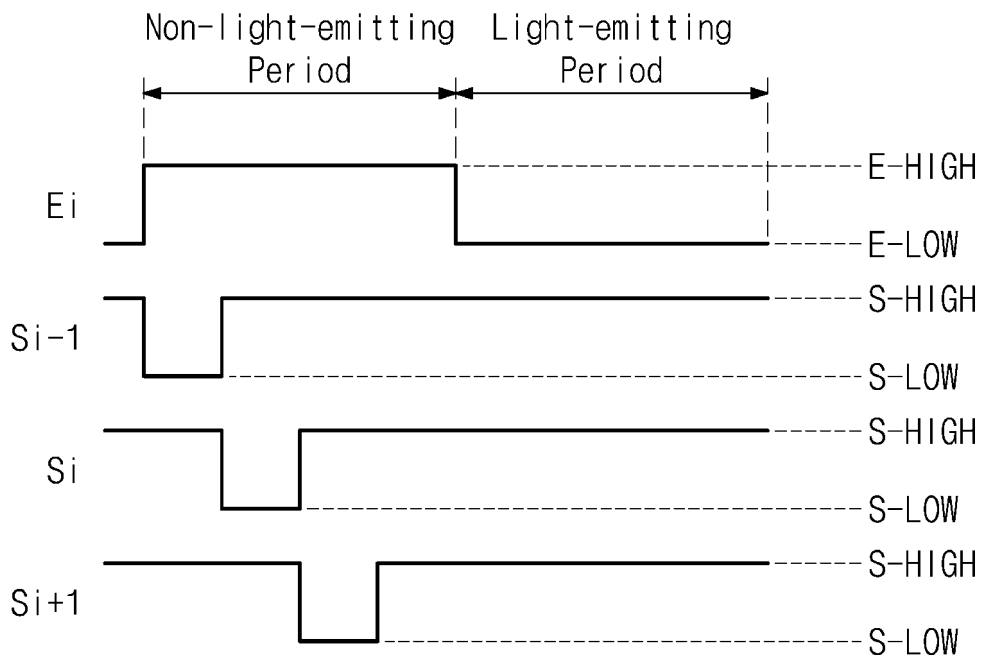 Non-light-emitting Period
Light-emitting Period
Ei
E-HIGH
E-LOW
Si-1
S-HIGH
S-LOW
Si
S-HIGH
S-LOW
Si+1
S-HIGH
S-LOW